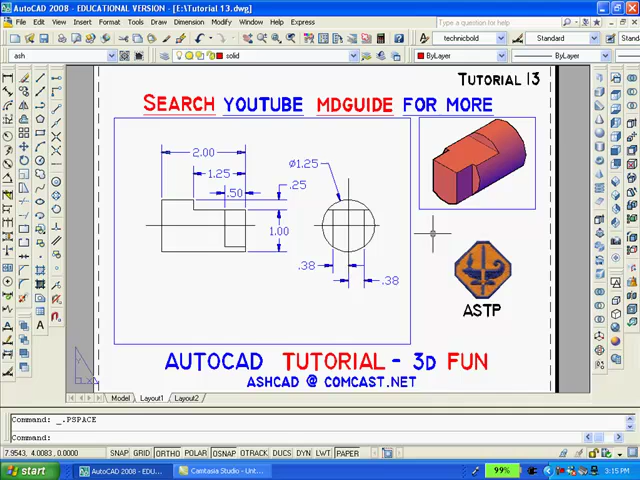 AutoCAD 2008 - EDUCATIONAL VERSION - [E:\Tutorial 13.dwg]
File Edit View Insert Format Tools Draw Dimension Modify Window Help Express
Type a question for help
technicbold Standard Standa
ash solid ByLayer ByLayer
TUTORIAL 13
SEARCH YOUTUBE MDGUIDE FOR MORE
2.00
1.25
.50
.25
1.00
Ø1.25
.38
.38
ASTP
AUTOCAD TUTORIAL - 3D FUN
ASHCAD @ COMCAST.NET
Model Layout1 Layout2
Command: _.PSPACE
Command:
7.9543, 4.0083, 0.0000 SNAP GRID ORTHO POLAR OSNAP OTRACK DUCS DYN LWT PAPER
start AutoCAD 2008 - EDU... Camtasia Studio - Unt... 99% 3:15 PM